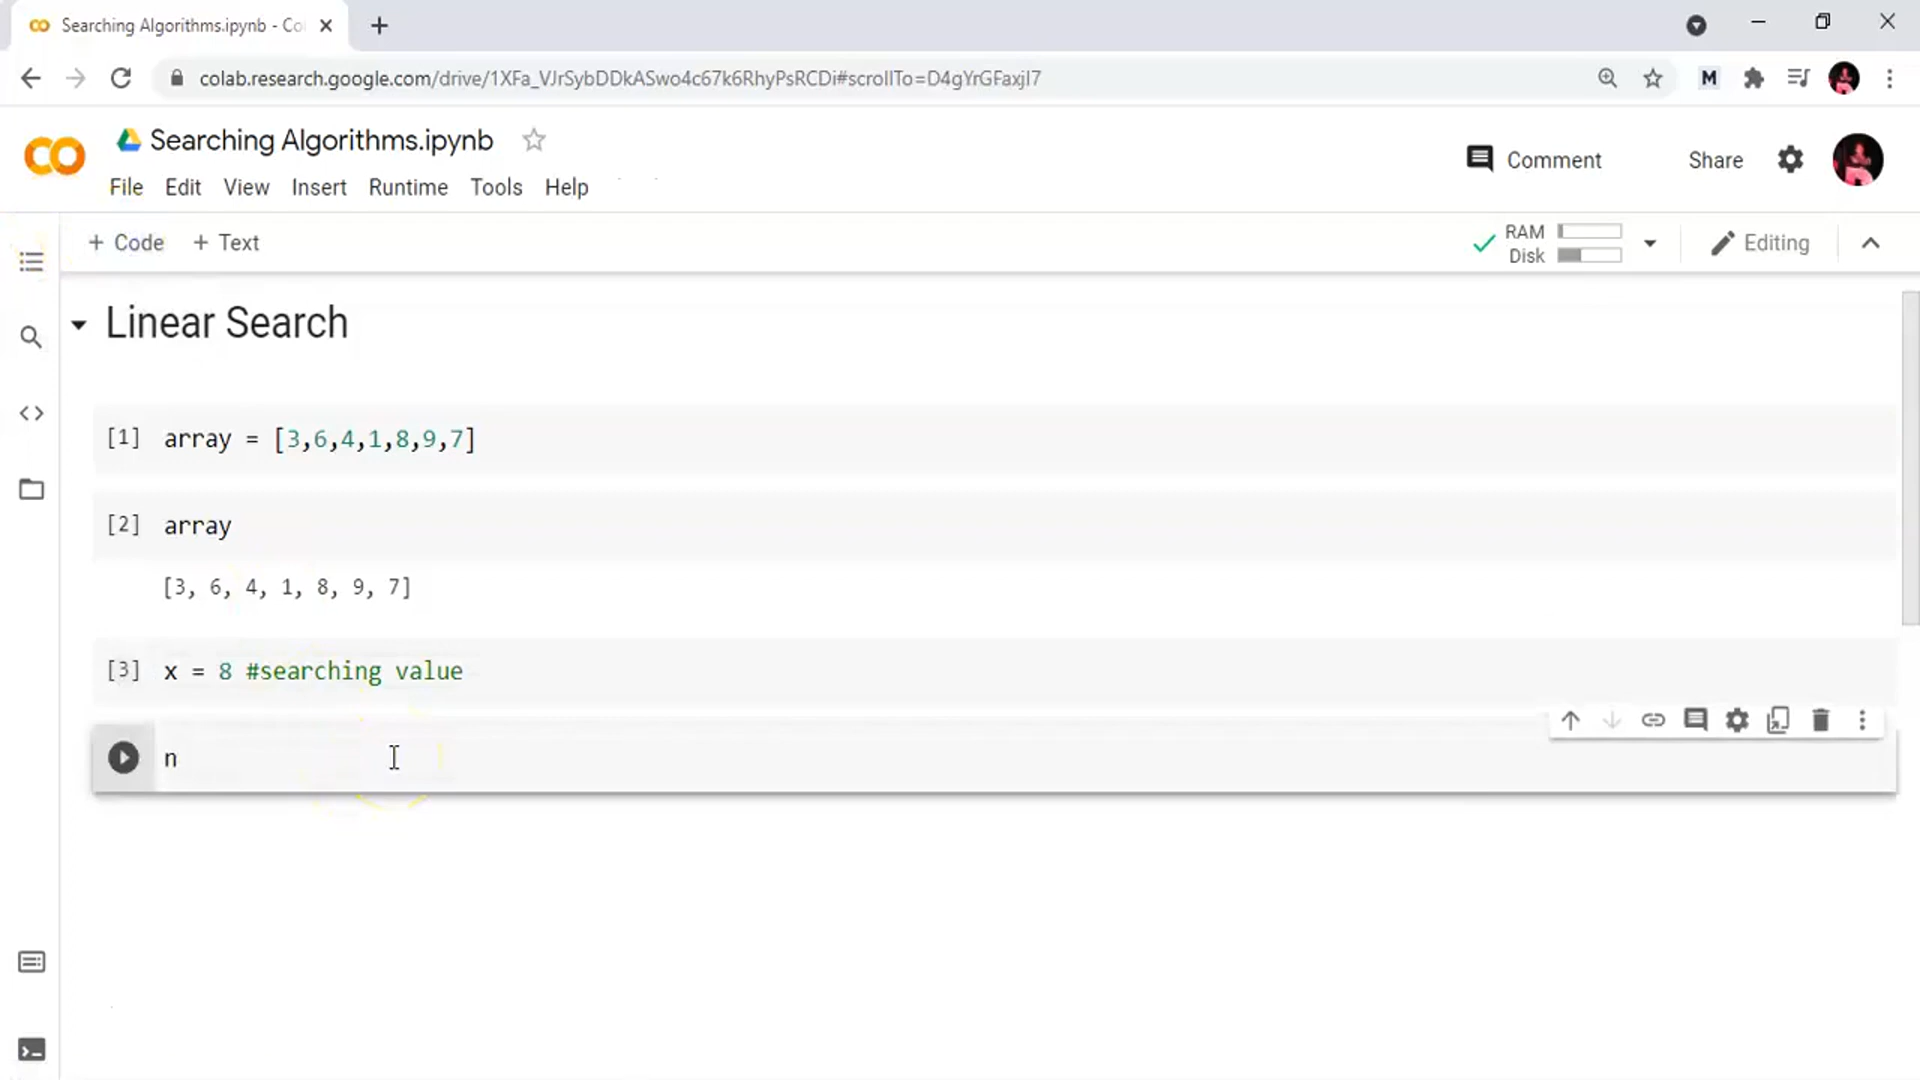 Searching Algorithms.ipynb - Co
colab.research.google.com/drive/1XFa_VJrSybDDkASwo4c67k6RhyPsRCDi#scrollTo=D4gYrGFaxjI7
M
CO Searching Algorithms.ipynb
Comment Share
File Edit View Insert Runtime Tools Help
+ Code + Text
RAM
Disk
Editing
Linear Search
[1] array = [3,6,4,1,8,9,7]
[2] array
[3, 6, 4, 1, 8, 9, 7]
[3] x = 8 #searching value
n